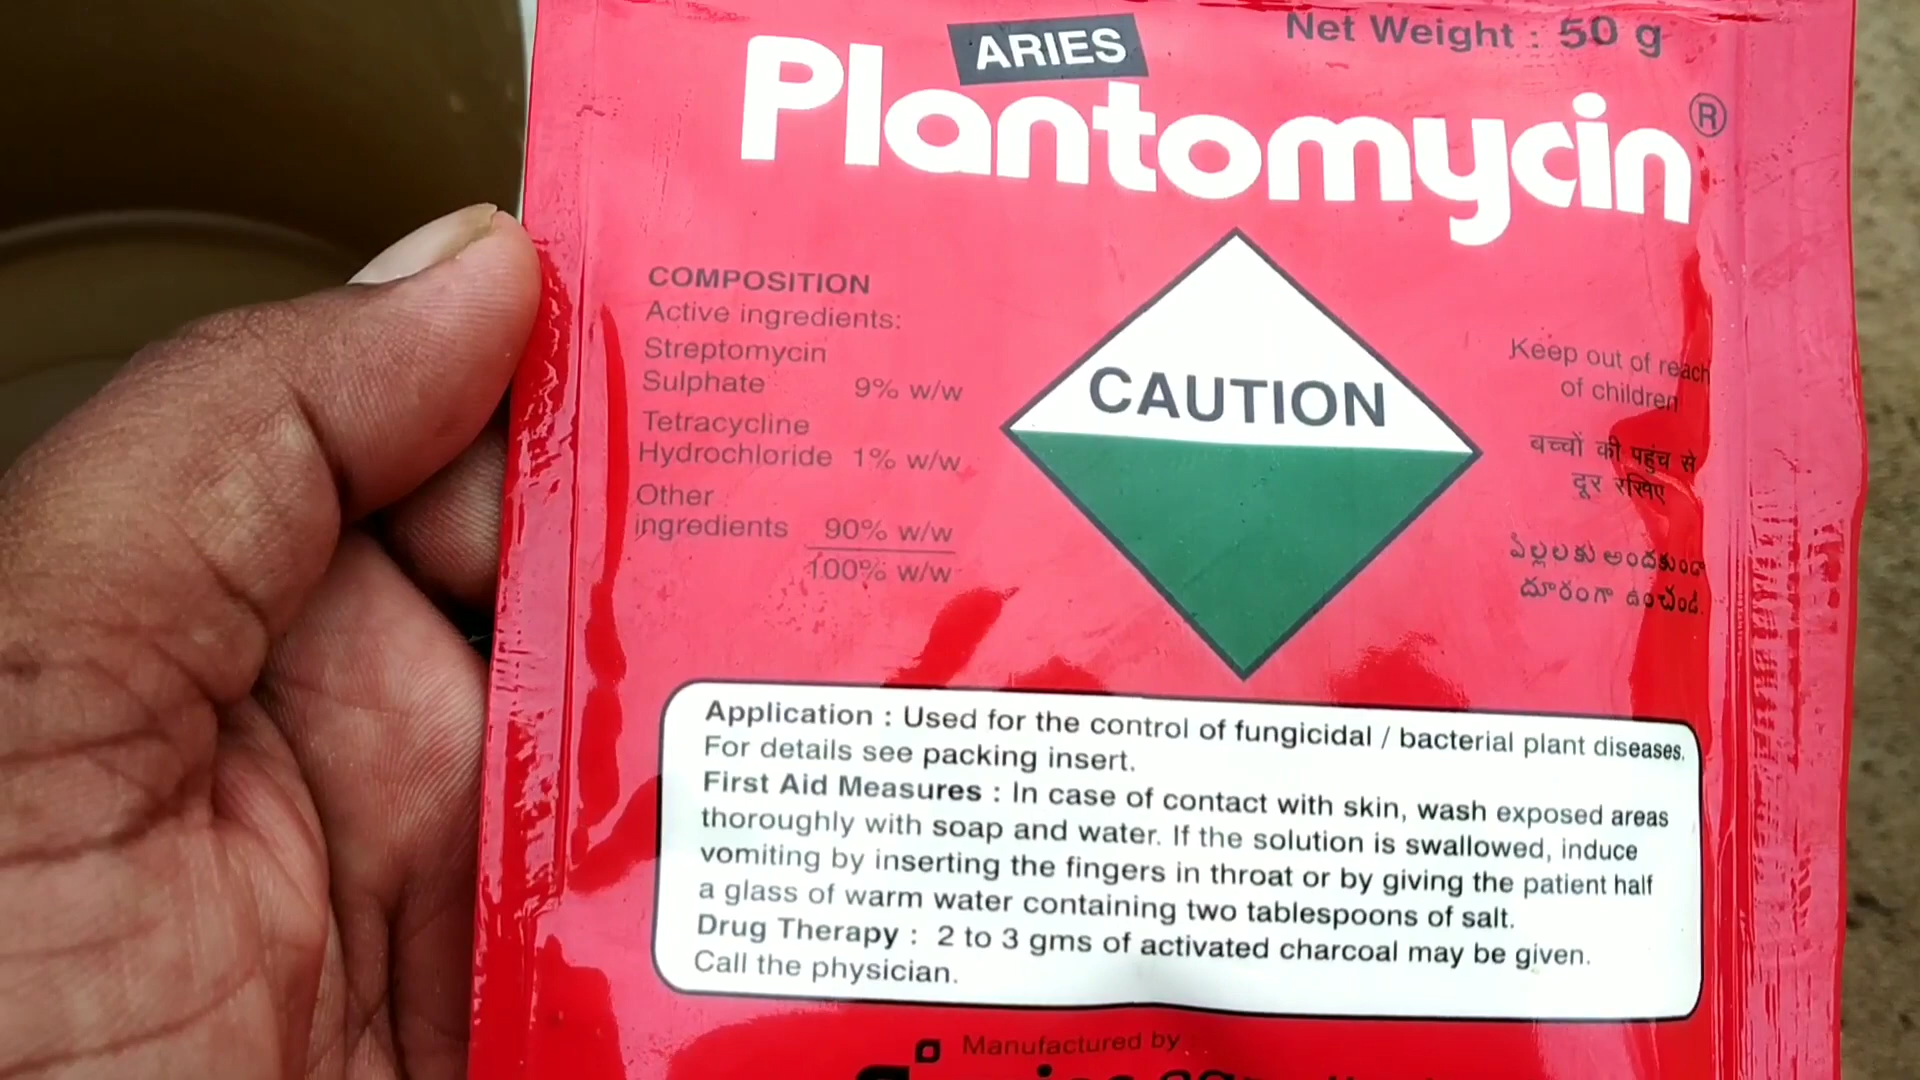 ARIES
Net Weight : 50 g
Plantomycin®
COMPOSITION
Active ingredients:
Streptomycin
Sulphate 9% w/w
Tetracycline
Hydrochloride 1% w/w
Other
ingredients 90% w/w
100% w/w
CAUTION
Keep out of reach
of children
बच्चों की पहुंच से
दूर रखिए
పిల్లలకు అందకుండా
దూరంగా ఉంచండి.
Application : Used for the control of fungicidal / bacterial plant diseases.
For details see packing insert.
First Aid Measures : In case of contact with skin, wash exposed areas
thoroughly with soap and water. If the solution is swallowed, induce
vomiting by inserting the fingers in throat or by giving the patient half
a glass of warm water containing two tablespoons of salt.
Drug Therapy : 2 to 3 gms of activated charcoal may be given.
Call the physician.
Manufactured by